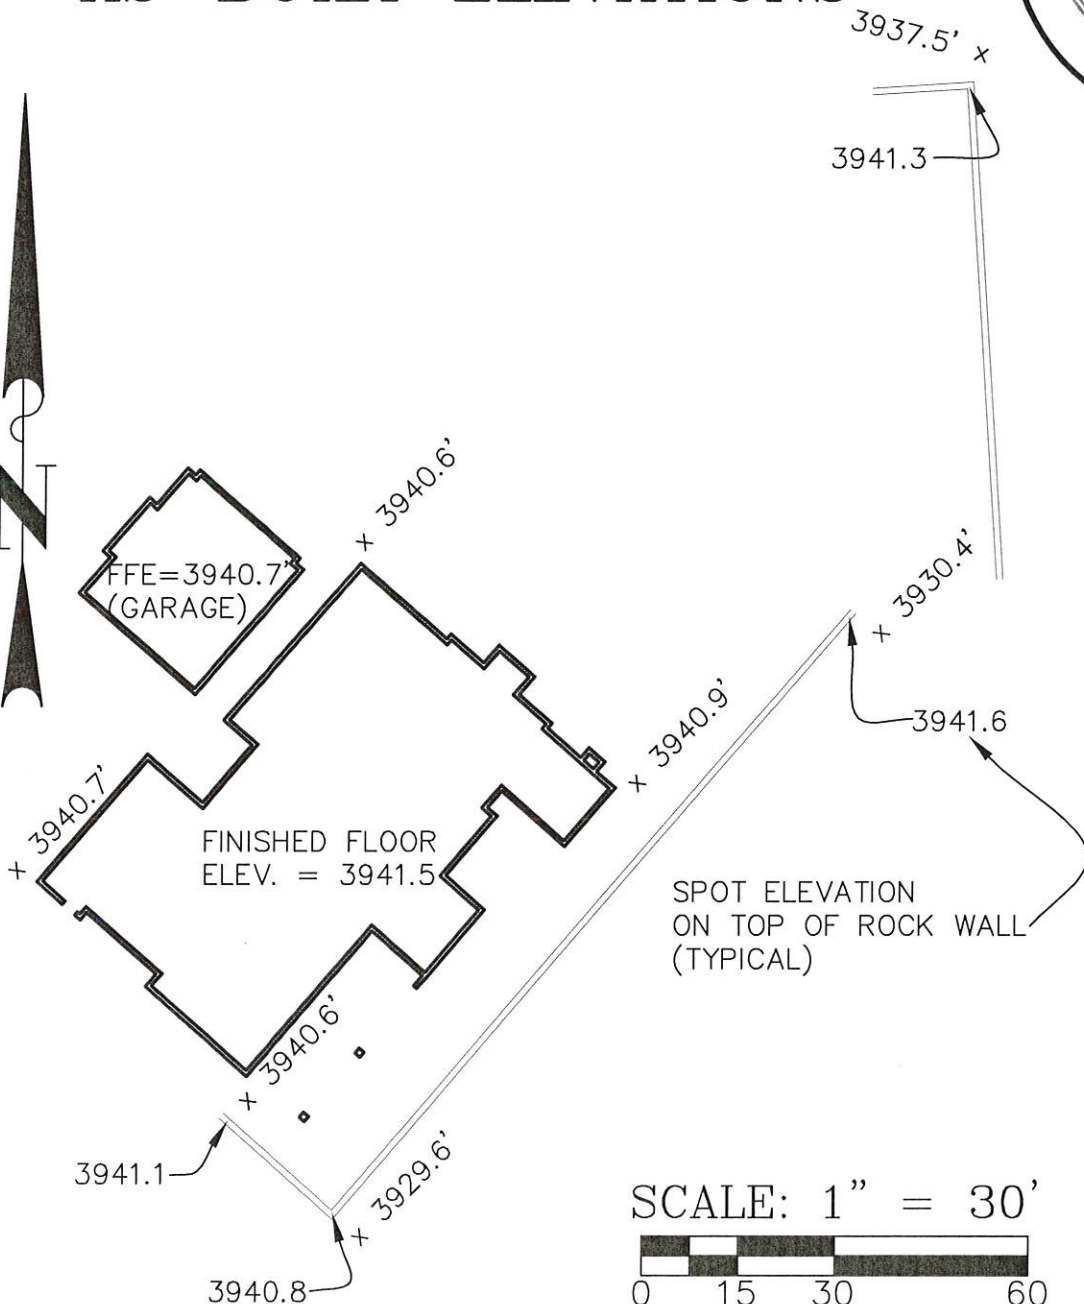 3937.5' x
3941.3
N
x 3940.6'
FFE=3940.7'
(GARAGE)
x 3930.4'
3941.6
x 3940.9'
x 3940.7'
FINISHED FLOOR
ELEV. = 3941.5
SPOT ELEVATION
ON TOP OF ROCK WALL
(TYPICAL)
x 3940.6'
3941.1
x 3929.6'
3940.8
SCALE: 1" = 30'
0 15 30 60